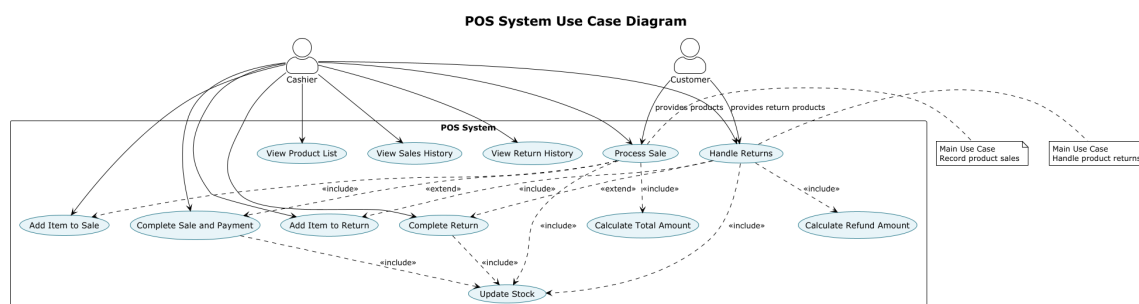 POS System Use Case Diagram
Cashier
Customer
provides products
provides return products
POS System
View Product List
View Sales History
View Return History
Process Sale
Handle Returns
Main Use Case
Record product sales
Main Use Case
Handle product returns
«include»
«extend»
«include»
«extend»
«include»
«include»
Add Item to Sale
Complete Sale and Payment
Add Item to Return
Complete Return
«include»
Calculate Total Amount
«include»
Calculate Refund Amount
«include»
«include»
Update Stock